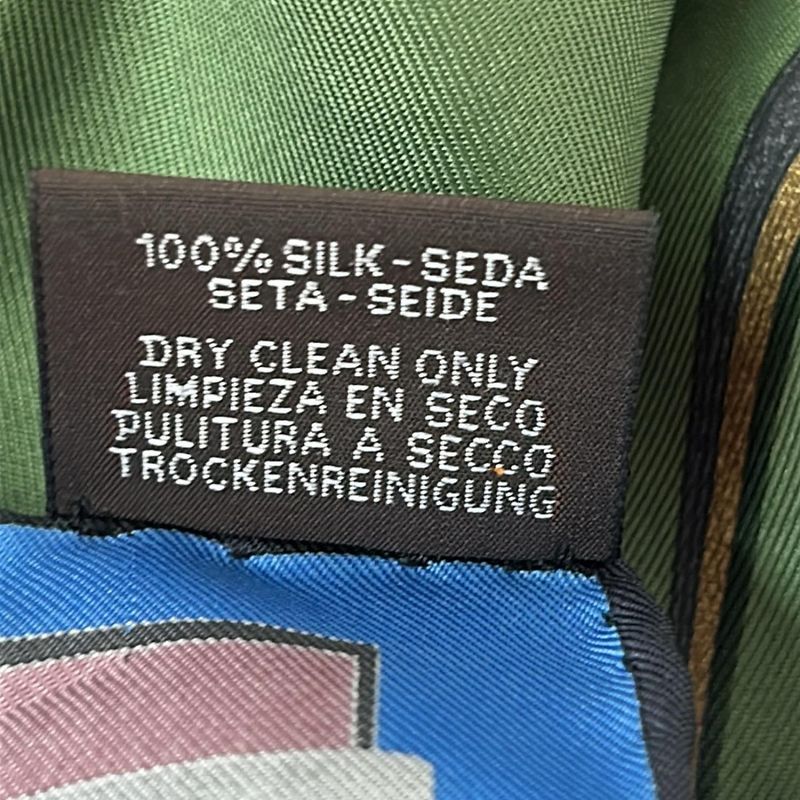 100% SILK - SEDA
SETA - SEIDE
DRY CLEAN ONLY
LIMPIEZA EN SECO
PULITURA A SECCO
TROCKENREINIGUNG